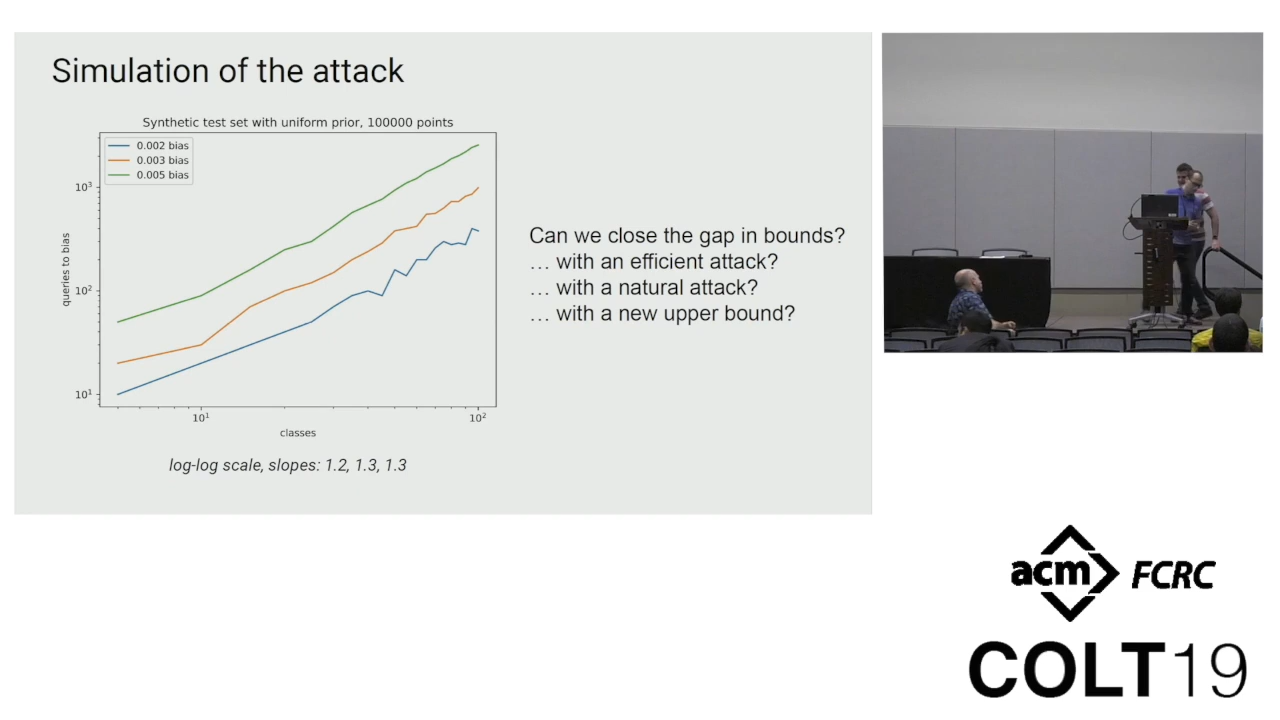 Simulation of the attack
Synthetic test set with uniform prior, 100000 points
0.002 bias
0.003 bias
0.005 bias
queries to bias
10³
10²
10¹
10¹
10²
classes
log-log scale, slopes: 1.2, 1.3, 1.3
Can we close the gap in bounds?
… with an efficient attack?
… with a natural attack?
… with a new upper bound?
acm FCRC
COLT19